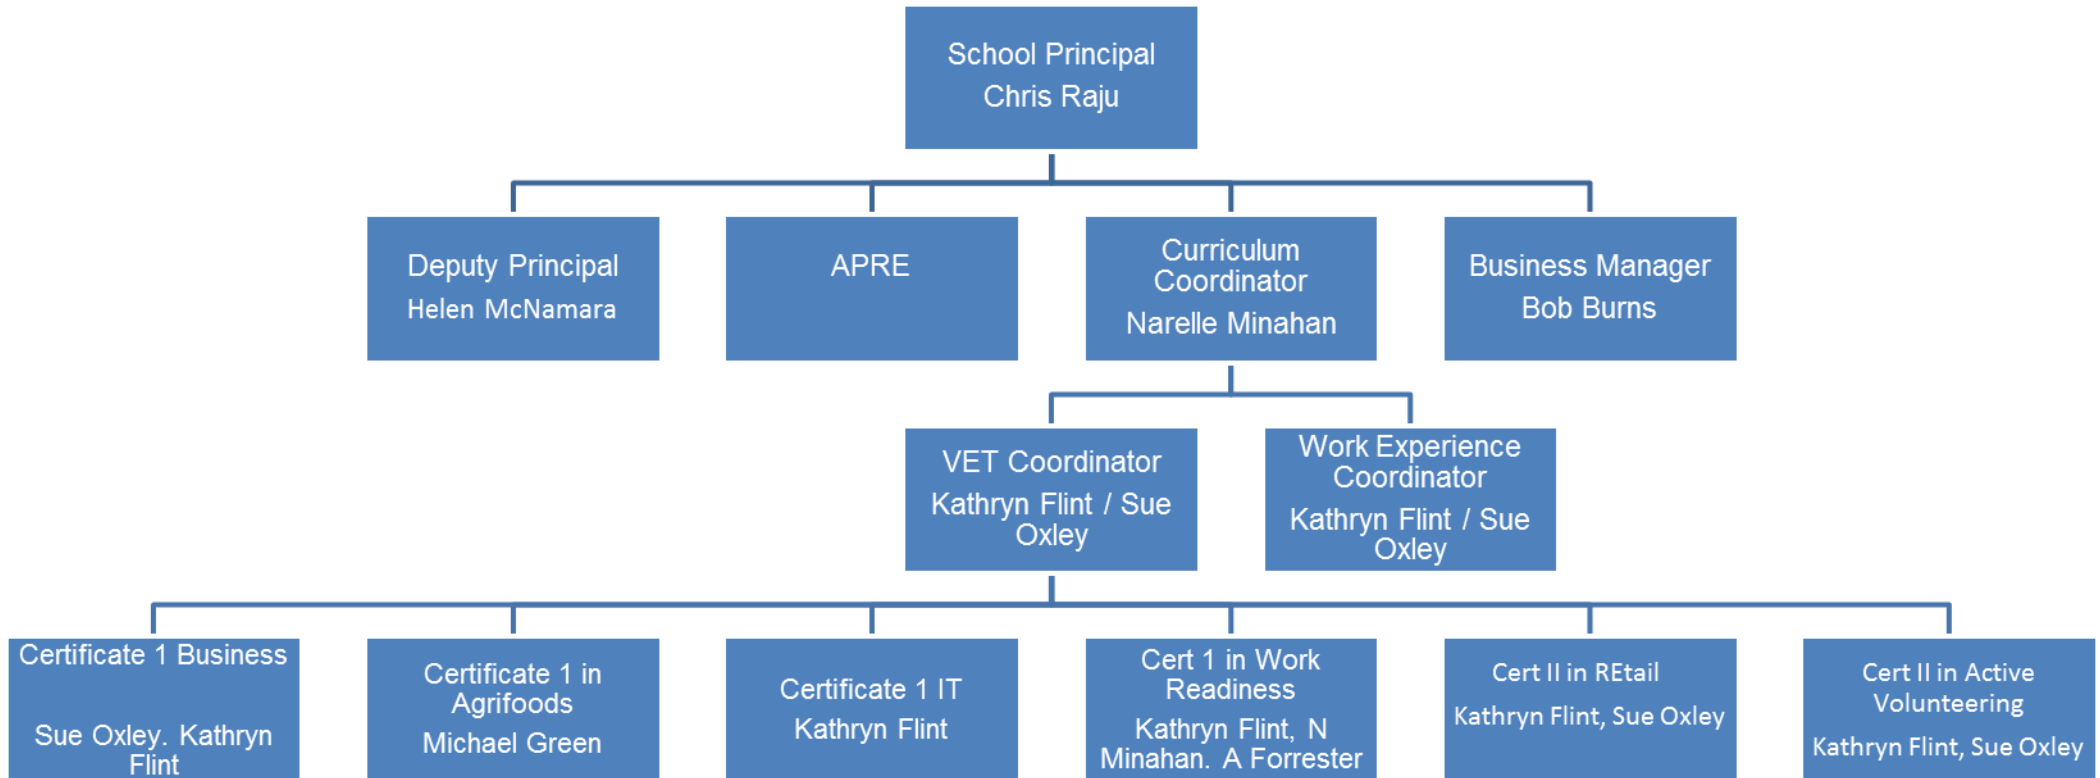 School Principal
Chris Raju
Deputy Principal
Helen McNamara
APRE
Curriculum
Coordinator
Narelle Minahan
Business Manager
Bob Burns
VET Coordinator
Kathryn Flint / Sue
Oxley
Work Experience
Coordinator
Kathryn Flint / Sue
Oxley
Certificate 1 Business
Sue Oxley. Kathryn
Flint
Certificate 1 in
Agrifoods
Michael Green
Certificate 1 IT
Kathryn Flint
Cert 1 in Work
Readiness
Kathryn Flint, N
Minahan. A Forrester
Cert II in REtail
Kathryn Flint, Sue Oxley
Cert II in Active
Volunteering
Kathryn Flint, Sue Oxley